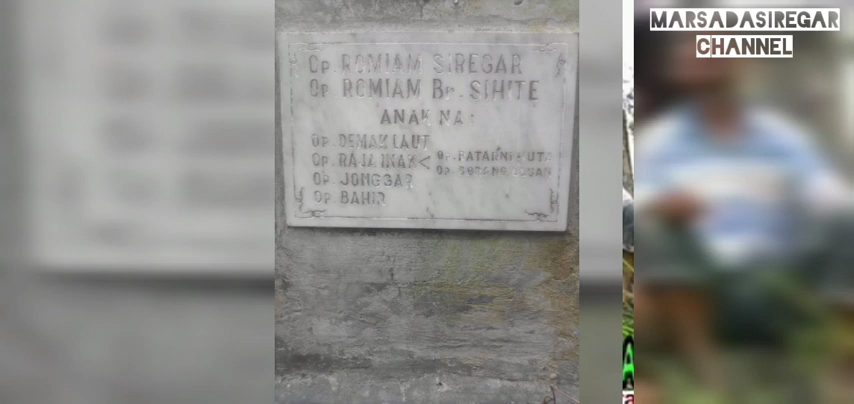 Op. ROMIAM SIREGAR
Op. ROMIAM Br. SIHITE
ANAK NA:
Op. DEMAK LAUT
Op. RAJA INAK <
Op. JONGGAR
Op. BAHIR
MARSADASIREGAR
CHANNEL